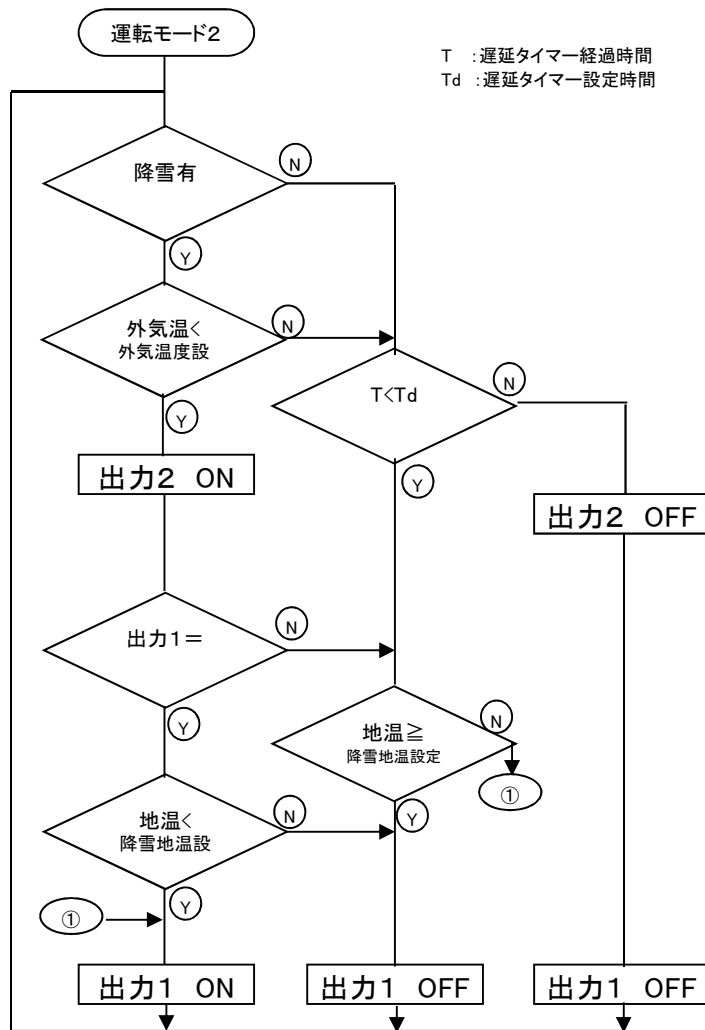 運転モード2
T ：遅延タイマー経過時間
Td ：遅延タイマー設定時間
降雪有
N
Y
外気温<
外気温度設
N
Y
T<Td
N
Y
出力2 ON
出力2 OFF
出力1＝
N
Y
地温≧
降雪地温設定
N
①
Y
地温<
降雪地温設
N
Y
①
出力1 ON
出力1 OFF
出力1 OFF